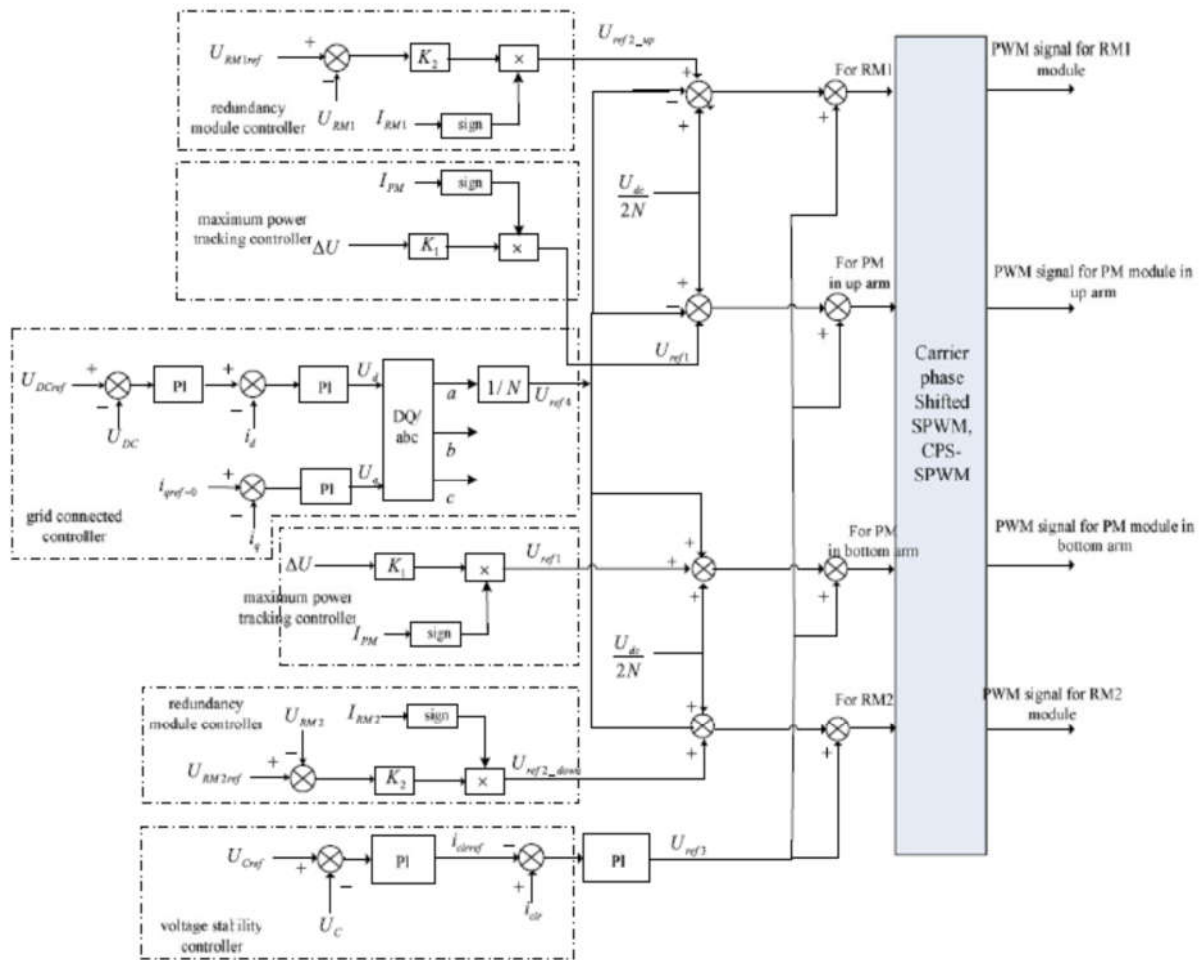 U_RM1ref
+
−
K_2
×
U_ref2_up
U_RM1
I_RM1
sign
redundancy
module controller
I_PM
sign
maximum power
tracking controller
ΔU
K_1
×
U_ref1
U_DCref
+
−
U_DC
PI
+
−
i_d
PI
U_d
DQ/
abc
a
b
c
1/N
U_ref4
i_qref=0
+
−
i_q
PI
grid connected
controller
ΔU
K_1
×
U_ref1
maximum power
tracking controller
I_PM
sign
redundancy
module controller
U_RM2
I_RM2
sign
−
+
U_RM2ref
K_2
×
U_ref2_down
U_Cref
+
−
U_C
PI
i_cirref
−
+
i_cir
PI
U_ref3
voltage stability
controller
+
−
+
U_dc
2N
+
−
+
+
+
U_dc
2N
+
+
For RM1
+
For PM
in up arm
+
For PM
in bottom arm
+
For RM2
+
Carrier
phase
Shifted
SPWM,
CPS-
SPWM
PWM signal for RM1
module
PWM signal for PM module in
up arm
PWM signal for PM module in
bottom arm
PWM signal for RM2
module